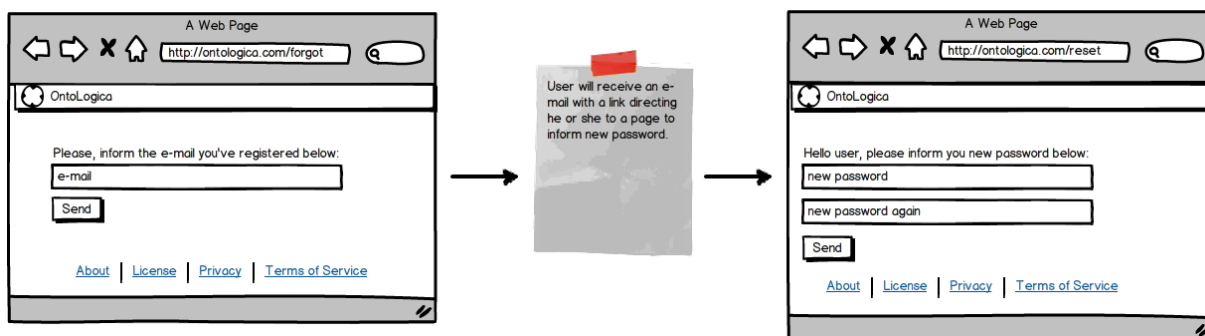 A Web Page
http://ontologica.com/forgot
OntoLogica
Please, inform the e-mail you've registered below:
e-mail
Send
About License Privacy Terms of Service
User will receive an e-
mail with a link directing
he or she to a page to
inform new password.
A Web Page
http://ontologica.com/reset
OntoLogica
Hello user, please inform you new password below:
new password
new password again
Send
About License Privacy Terms of Service